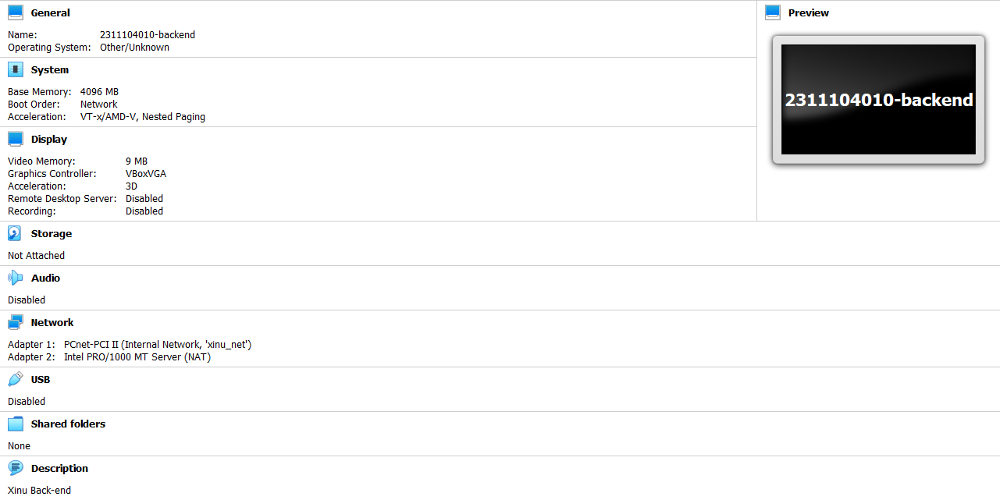 General
Name: 2311104010-backend
Operating System: Other/Unknown
System
Base Memory: 4096 MB
Boot Order: Network
Acceleration: VT-x/AMD-V, Nested Paging
Display
Video Memory: 9 MB
Graphics Controller: VBoxVGA
Acceleration: 3D
Remote Desktop Server: Disabled
Recording: Disabled
Preview
2311104010-backend
Storage
Not Attached
Audio
Disabled
Network
Adapter 1: PCnet-PCI II (Internal Network, 'xinu_net')
Adapter 2: Intel PRO/1000 MT Server (NAT)
USB
Disabled
Shared folders
None
Description
Xinu Back-end